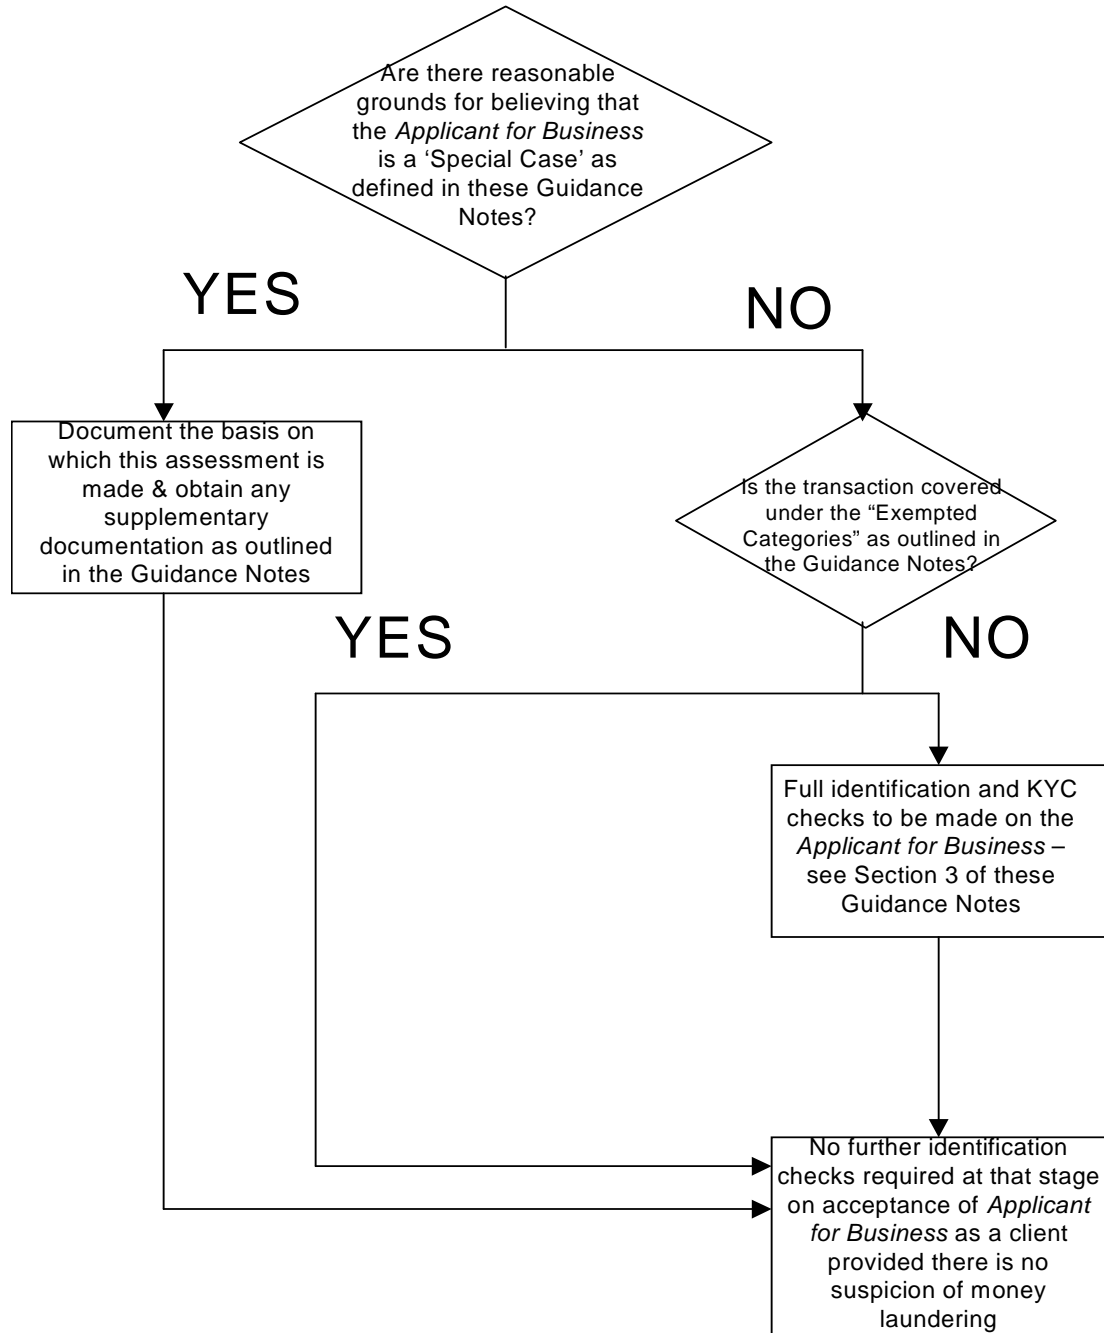 Are there reasonable
grounds for believing that
the Applicant for Business
is a ‘Special Case’ as
defined in these Guidance
Notes?
YES
NO
Document the basis on
which this assessment is
made & obtain any
supplementary
documentation as outlined
in the Guidance Notes
Is the transaction covered
under the “Exempted
Categories” as outlined in
the Guidance Notes?
YES
NO
Full identification and KYC
checks to be made on the
Applicant for Business –
see Section 3 of these
Guidance Notes
No further identification
checks required at that stage
on acceptance of Applicant
for Business as a client
provided there is no
suspicion of money
laundering